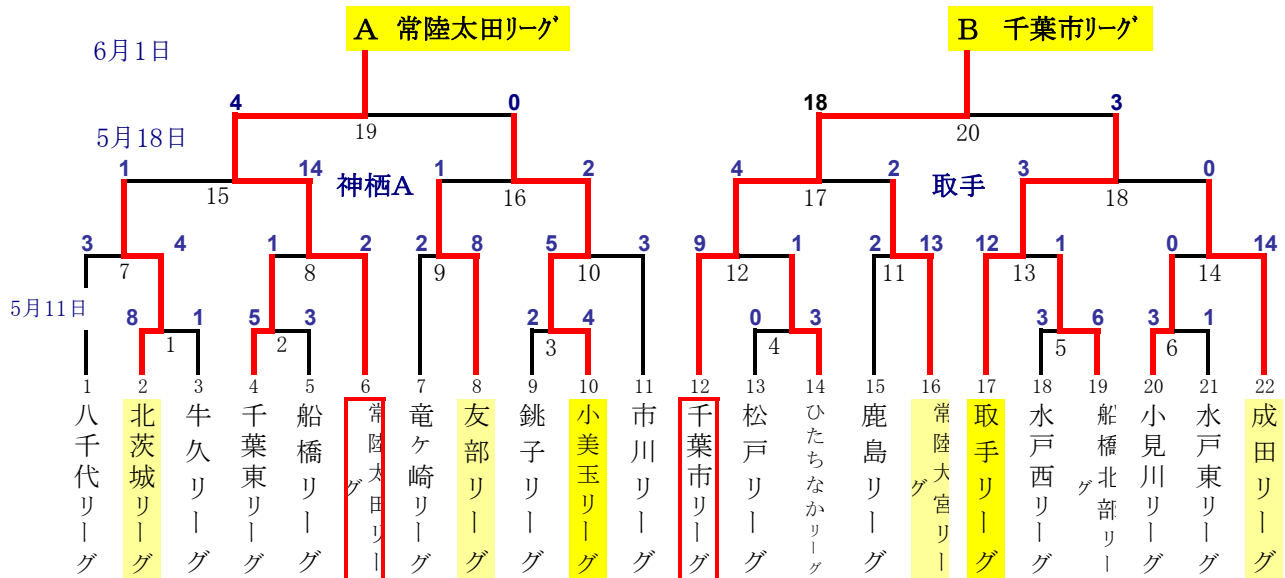 A 常陸太田リーグ
B 千葉市リーグ
6月1日
4
0
18
3
19
20
5月18日
1
14
神栖A
1
2
4
2
取手
3
0
15
16
17
18
3
4
1
2
2
8
5
3
9
1
2
13
12
1
0
14
7
8
9
10
12
11
13
14
5月11日
8
1
5
3
2
4
0
3
3
6
3
1
1
2
3
4
5
6
1
2
3
4
5
6
7
8
9
10
11
12
13
14
15
16
17
18
19
20
21
22
八千代リーグ
北茨城リーグ
牛久リーグ
千葉東リーグ
船橋リーグ
常陸太田リーグ
竜ヶ崎リーグ
友部リーグ
銚子リーグ
小美玉リーグ
市川リーグ
千葉市リーグ
松戸リーグ
ひたちなかリーグ
鹿島リーグ
常陸大宮リーグ
取手リーグ
水戸西リーグ
船橋北部リーグ
小見川リーグ
水戸東リーグ
成田リーグ